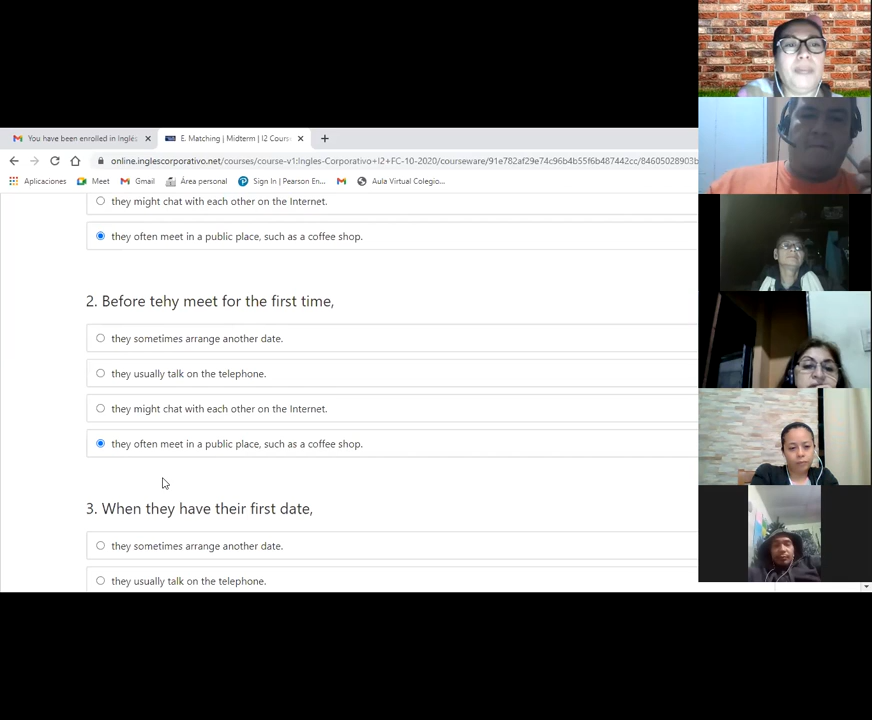 You have been enrolled in Inglés
E. Matching | Midterm | I2 Cours
online.inglescorporativo.net/courses/course-v1:Ingles-Corporativo+I2+FC-10-2020/courseware/91e782af29e74c96b4b55f6b487442cc/84605028903b
Aplicaciones Meet Gmail Área personal Sign In | Pearson En... Aula Virtual Colegio...
they might chat with each other on the Internet.
they often meet in a public place, such as a coffee shop.
2. Before tehy meet for the first time,
they sometimes arrange another date.
they usually talk on the telephone.
they might chat with each other on the Internet.
they often meet in a public place, such as a coffee shop.
3. When they have their first date,
they sometimes arrange another date.
they usually talk on the telephone.